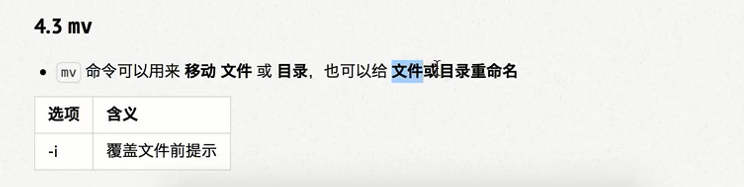 4.3 mv
• mv 命令可以用来 移动 文件 或 目录，也可以给 文件或目录重命名
选项 含义
-i 覆盖文件前提示